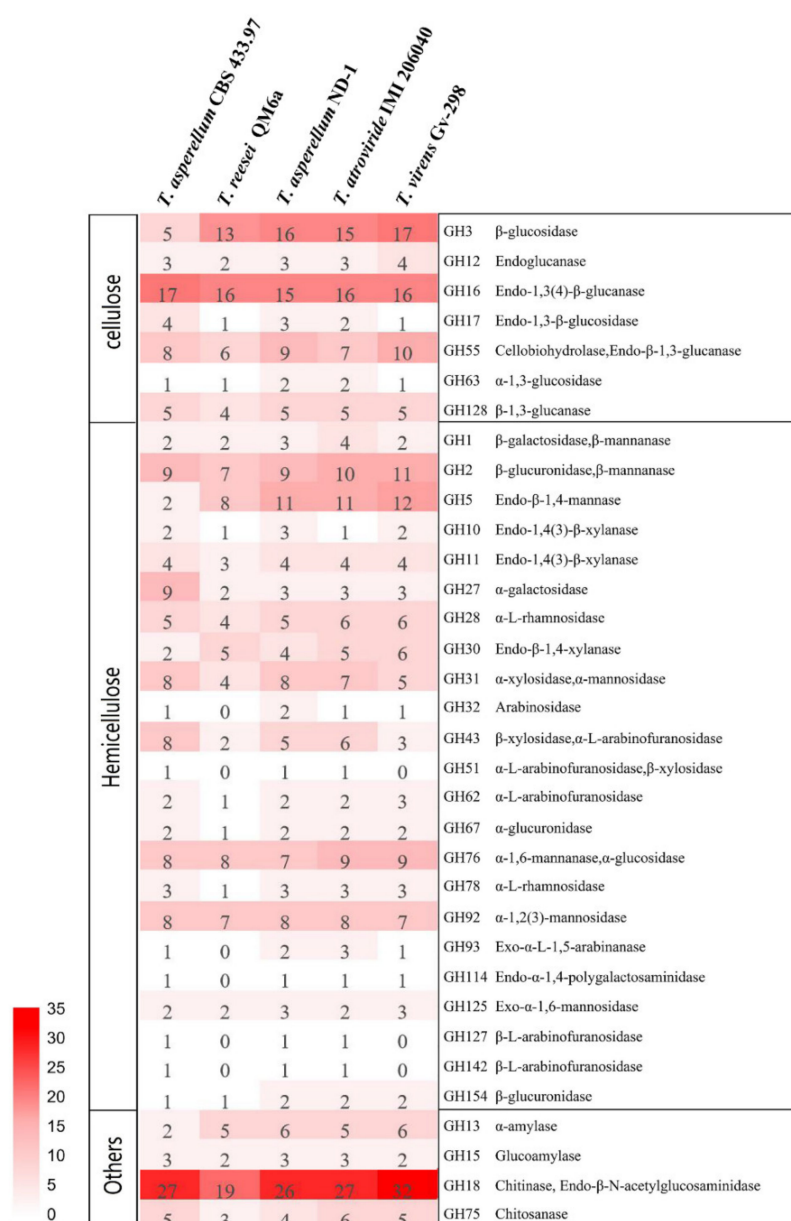 T. asperellum CBS 433.97
T. reesei QM6a
T. asperellum ND-1
T. atroviride IMI 206040
T. virens Gv-298
cellulose
5 13 16 15 17 GH3 β-glucosidase
3 2 3 3 4 GH12 Endoglucanase
17 16 15 16 16 GH16 Endo-1,3(4)-β-glucanase
4 1 3 2 1 GH17 Endo-1,3-β-glucosidase
8 6 9 7 10 GH55 Cellobiohydrolase,Endo-β-1,3-glucanase
1 1 2 2 1 GH63 α-1,3-glucosidase
5 4 5 5 5 GH128 β-1,3-glucanase
Hemicellulose
2 2 3 4 2 GH1 β-galactosidase,β-mannanase
9 7 9 10 11 GH2 β-glucuronidase,β-mannanase
2 8 11 11 12 GH5 Endo-β-1,4-mannase
2 1 3 1 2 GH10 Endo-1,4(3)-β-xylanase
4 3 4 4 4 GH11 Endo-1,4(3)-β-xylanase
9 2 3 3 3 GH27 α-galactosidase
5 4 5 6 6 GH28 α-L-rhamnosidase
2 5 4 5 6 GH30 Endo-β-1,4-xylanase
8 4 8 7 5 GH31 α-xylosidase,α-mannosidase
1 0 2 1 1 GH32 Arabinosidase
8 2 5 6 3 GH43 β-xylosidase,α-L-arabinofuranosidase
1 0 1 1 0 GH51 α-L-arabinofuranosidase,β-xylosidase
2 1 2 2 3 GH62 α-L-arabinofuranosidase
2 1 2 2 2 GH67 α-glucuronidase
8 8 7 9 9 GH76 α-1,6-mannanase,α-glucosidase
3 1 3 3 3 GH78 α-L-rhamnosidase
8 7 8 8 7 GH92 α-1,2(3)-mannosidase
1 0 2 3 1 GH93 Exo-α-L-1,5-arabinanase
1 0 1 1 1 GH114 Endo-α-1,4-polygalactosaminidase
2 2 3 2 3 GH125 Exo-α-1,6-mannosidase
1 0 1 1 0 GH127 β-L-arabinofuranosidase
1 0 1 1 0 GH142 β-L-arabinofuranosidase
1 1 2 2 2 GH154 β-glucuronidase
Others
2 5 6 5 6 GH13 α-amylase
3 2 3 3 2 GH15 Glucoamylase
27 19 26 27 32 GH18 Chitinase, Endo-β-N-acetylglucosaminidase
5 3 4 6 5 GH75 Chitosanase
35
30
25
20
15
10
5
0